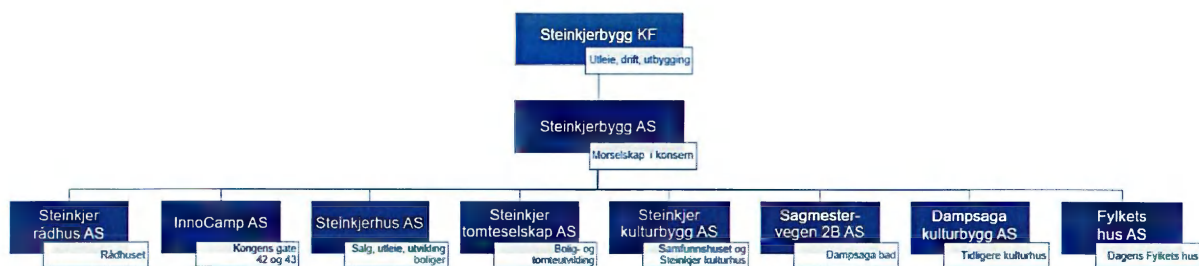 Steinkjerbygg KF
Utleie, drift, utbygging
Steinkjerbygg AS
Morselskap i konsern
Steinkjer
rådhus AS
Rådhuset
InnoCamp AS
Kongens gate
42 og 43
Steinkjerhus AS
Salg, utleie, utvikling
boliger
Steinkjer
tomteselskap AS
Bolig- og
tomteutvikling
Steinkjer
kulturbygg AS
Samfunnshuset og
Steinkjer kulturhus
Sagmester-
vegen 2B AS
Dampsaga bad
Dampsaga
kulturbygg AS
Tidligere kulturhus
Fylkets
hus AS
Dagens Fylkets hus